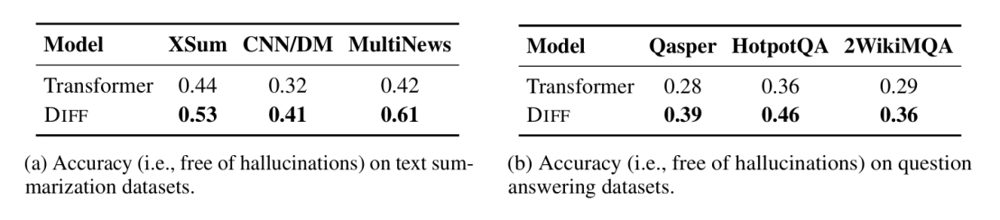 Model XSum CNN/DM MultiNews
Transformer 0.44 0.32 0.42
DIFF 0.53 0.41 0.61
(a) Accuracy (i.e., free of hallucinations) on text sum-
marization datasets.
Model Qasper HotpotQA 2WikiMQA
Transformer 0.28 0.36 0.29
DIFF 0.39 0.46 0.36
(b) Accuracy (i.e., free of hallucinations) on question
answering datasets.